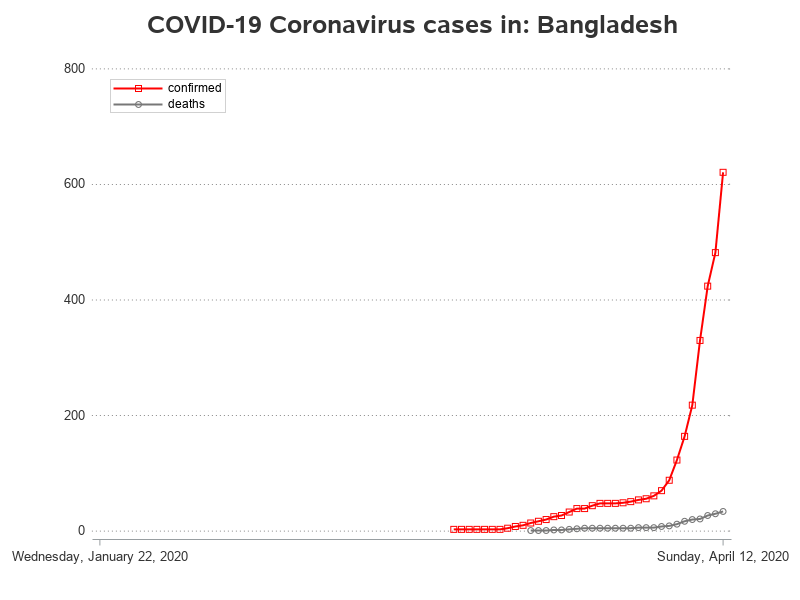 COVID-19 Coronavirus cases in: Bangladesh
800
confirmed
deaths
600
400
200
0
Wednesday, January 22, 2020 Sunday, April 12, 2020